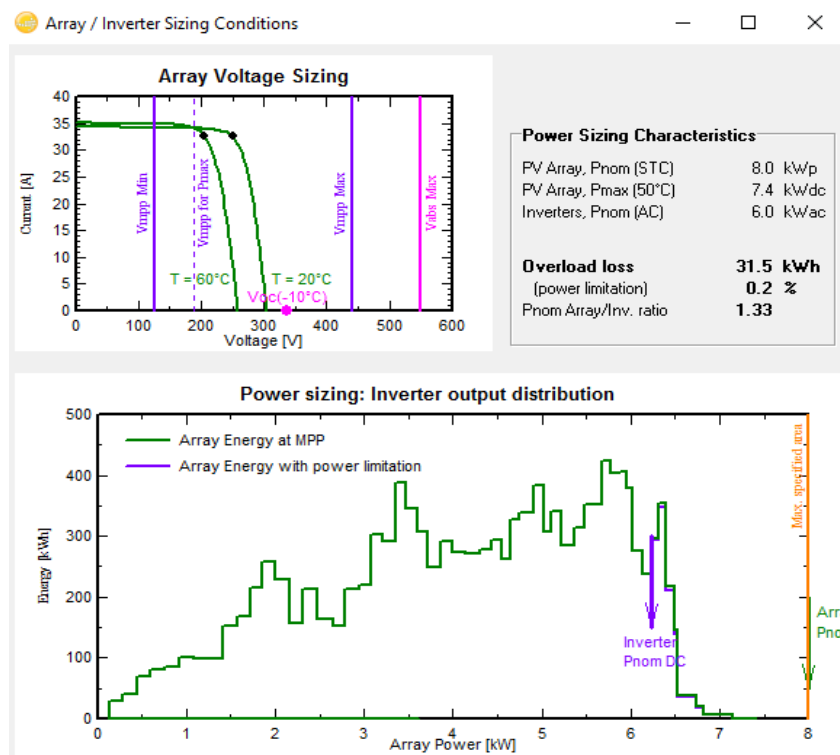 Array / Inverter Sizing Conditions
Array Voltage Sizing
40
35
30
25
20
15
10
5
0
Current [A]
Vmpp Min
Vmpp for Pmax
Vmpp Max
Vabs Max
T = 60°C
T = 20°C
Voc(-10°C)
0 100 200 300 400 500 600
Voltage [V]
Power Sizing Characteristics
PV Array, Pnom (STC) 8.0 kWp
PV Array, Pmax (50°C) 7.4 kWdc
Inverters, Pnom (AC) 6.0 kWac
Overload loss 31.5 kWh
(power limitation) 0.2 %
Pnom Array/Inv. ratio 1.33
Power sizing: Inverter output distribution
500
400
300
200
100
0
Energy [kWh]
Array Energy at MPP
Array Energy with power limitation
Max. specified area
Inverter
Pnom DC
Arr
Pno
0 1 2 3 4 5 6 7 8
Array Power [kW]